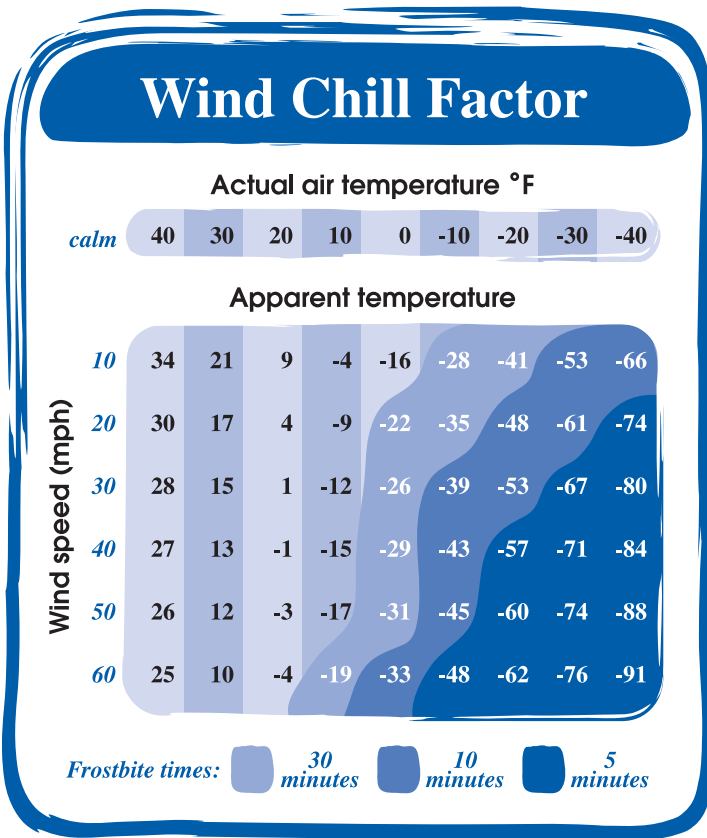 Wind Chill Factor
Actual air temperature °F
calm 40 30 20 10 0 -10 -20 -30 -40
Apparent temperature
Wind speed (mph)
10 34 21 9 -4 -16 -28 -41 -53 -66
20 30 17 4 -9 -22 -35 -48 -61 -74
30 28 15 1 -12 -26 -39 -53 -67 -80
40 27 13 -1 -15 -29 -43 -57 -71 -84
50 26 12 -3 -17 -31 -45 -60 -74 -88
60 25 10 -4 -19 -33 -48 -62 -76 -91
Frostbite times: 30 minutes 10 minutes 5 minutes